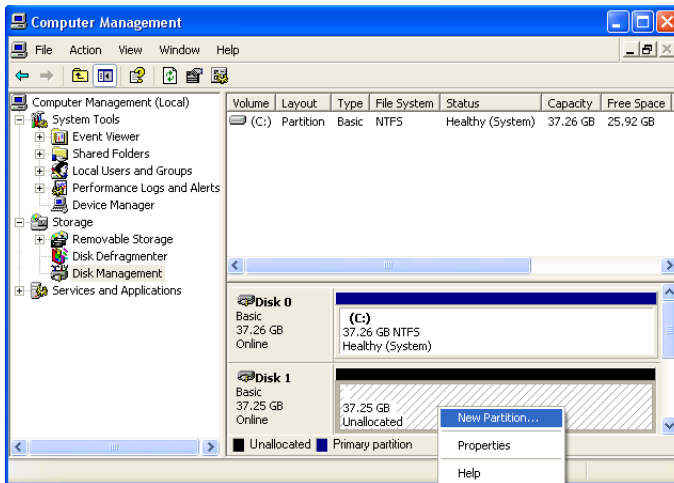 Computer Management
File Action View Window Help
Computer Management (Local)
System Tools
Event Viewer
Shared Folders
Local Users and Groups
Performance Logs and Alerts
Device Manager
Storage
Removable Storage
Disk Defragmenter
Disk Management
Services and Applications
Volume Layout Type File System Status Capacity Free Space
(C:) Partition Basic NTFS Healthy (System) 37.26 GB 25.92 GB
Disk 0
Basic
37.26 GB
Online
(C:)
37.26 GB NTFS
Healthy (System)
Disk 1
Basic
37.25 GB
Online
37.25 GB
Unallocated
New Partition...
Properties
Help
Unallocated Primary partition